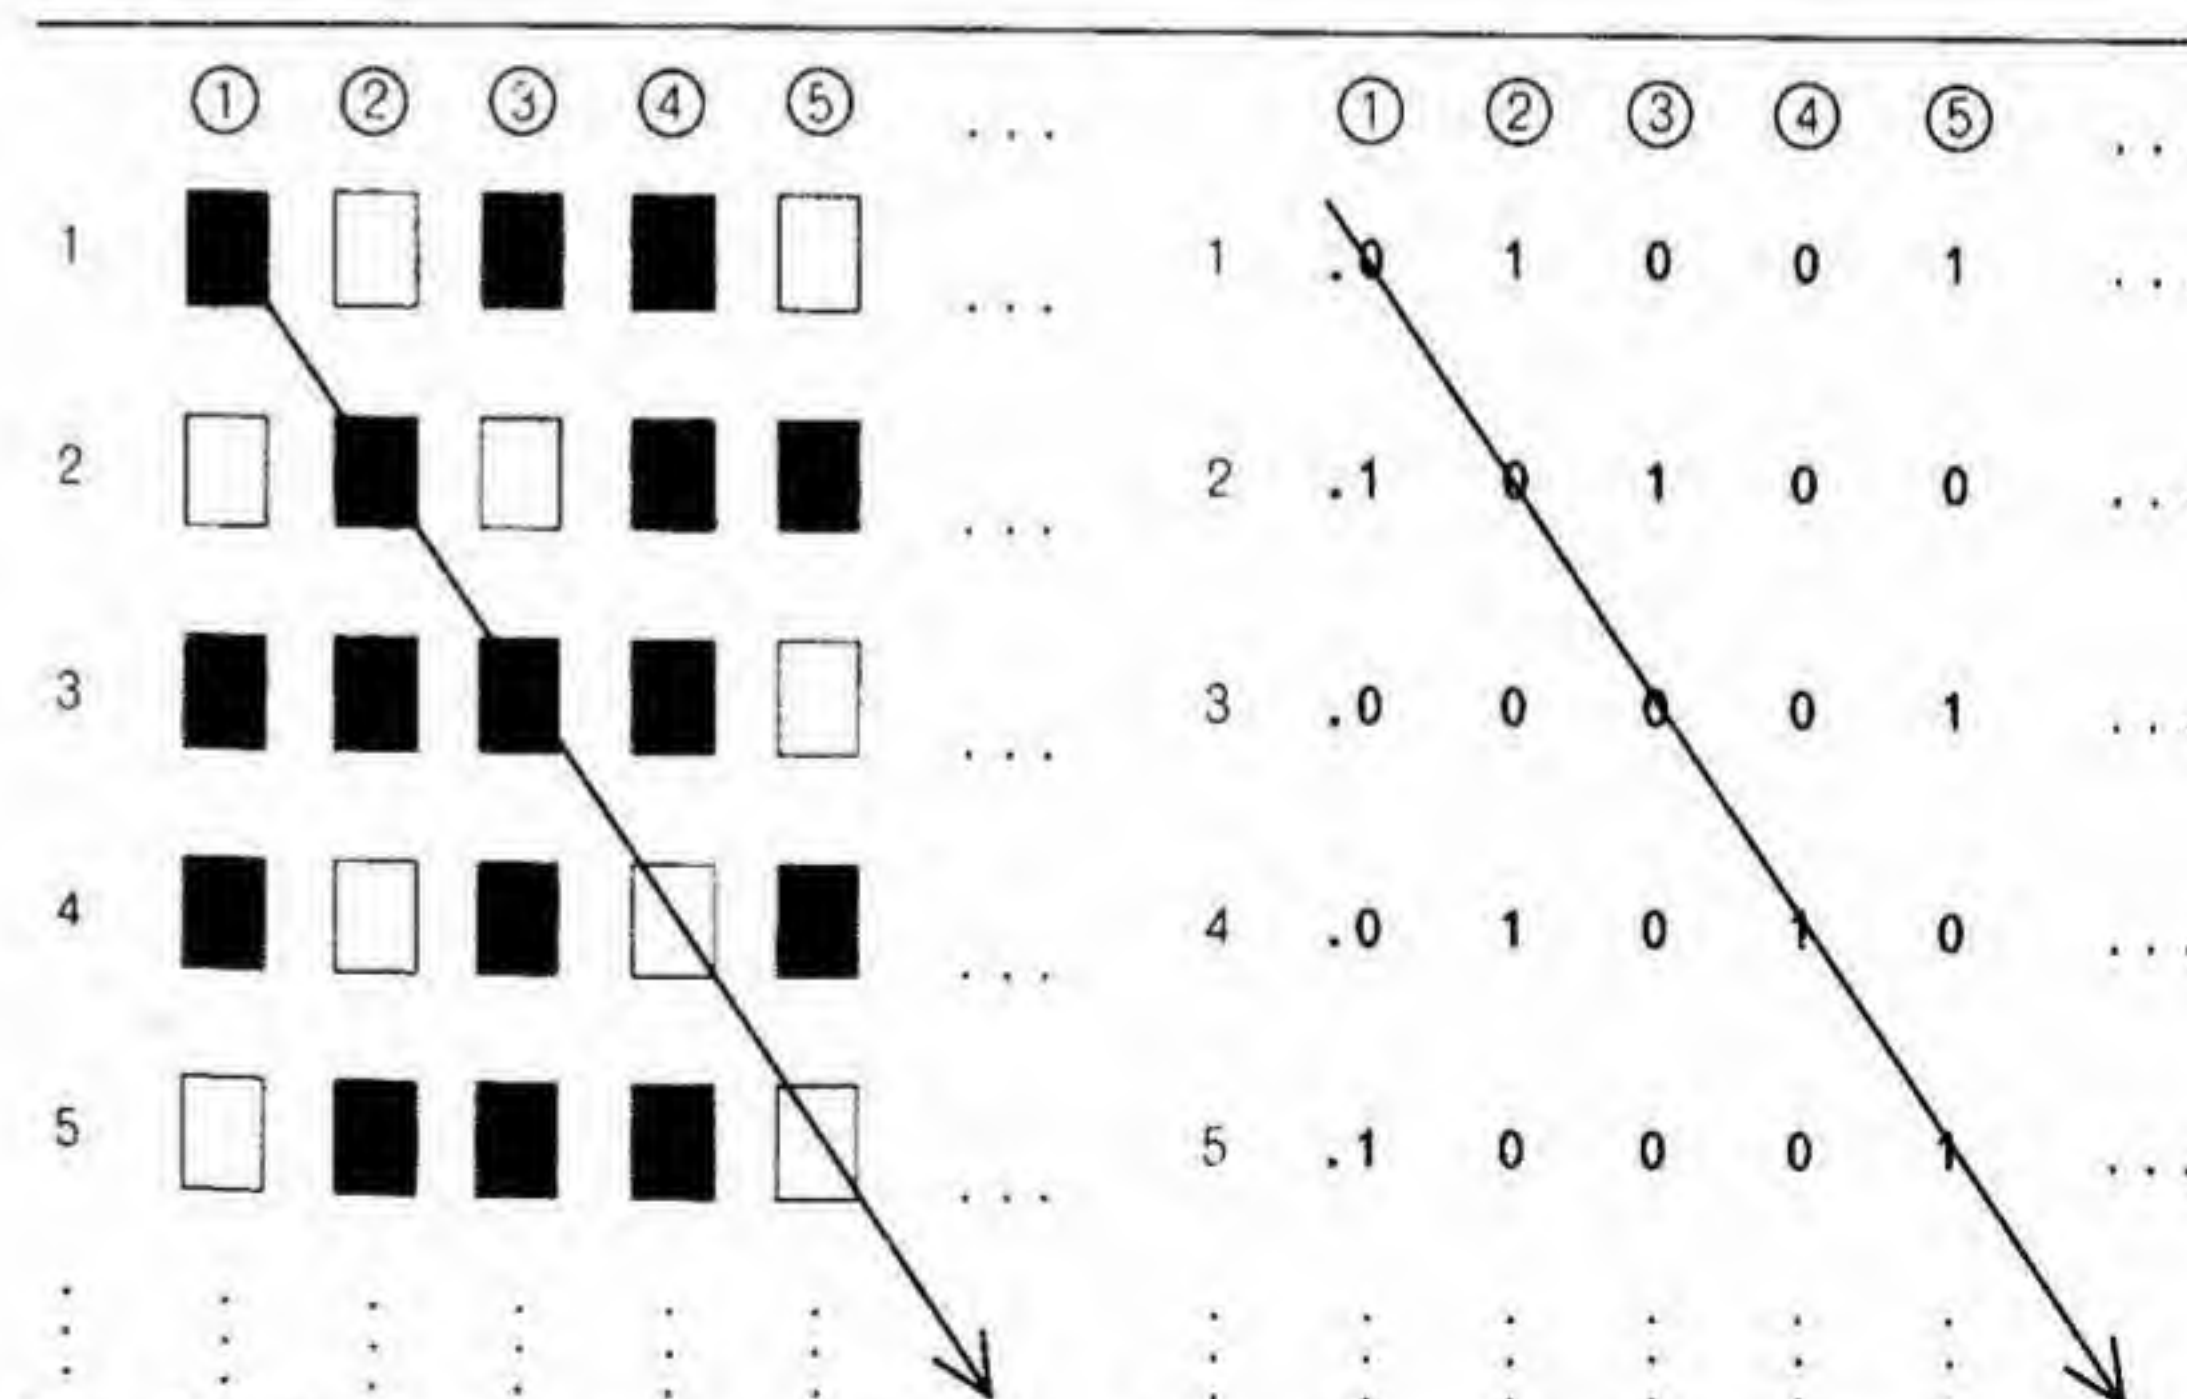 ① ② ③ ④ ⑤ ... ① ② ③ ④ ⑤ ..
1 ... 1 .0 1 0 0 1 ..
2 ... 2 .1 0 1 0 0 ..
3 ... 3 .0 0 0 0 1 ...
4 ... 4 .0 1 0 1 0 ...
5 ... 5 .1 0 0 0 1 ...